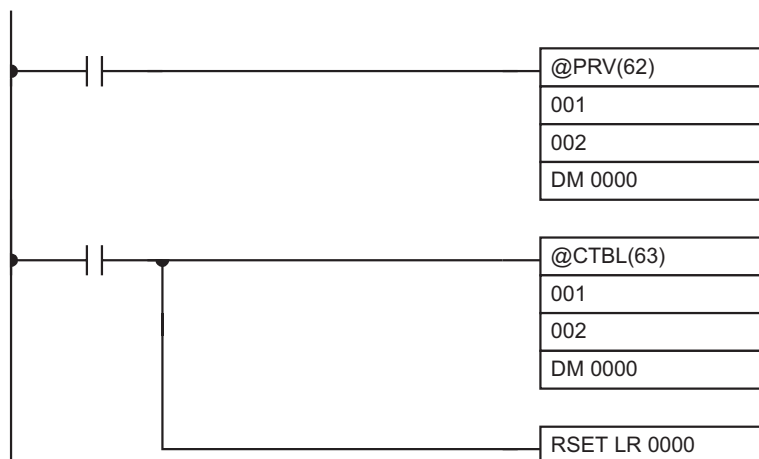 @PRV(62)
001
002
DM 0000
@CTBL(63)
001
002
DM 0000
RSET LR 0000